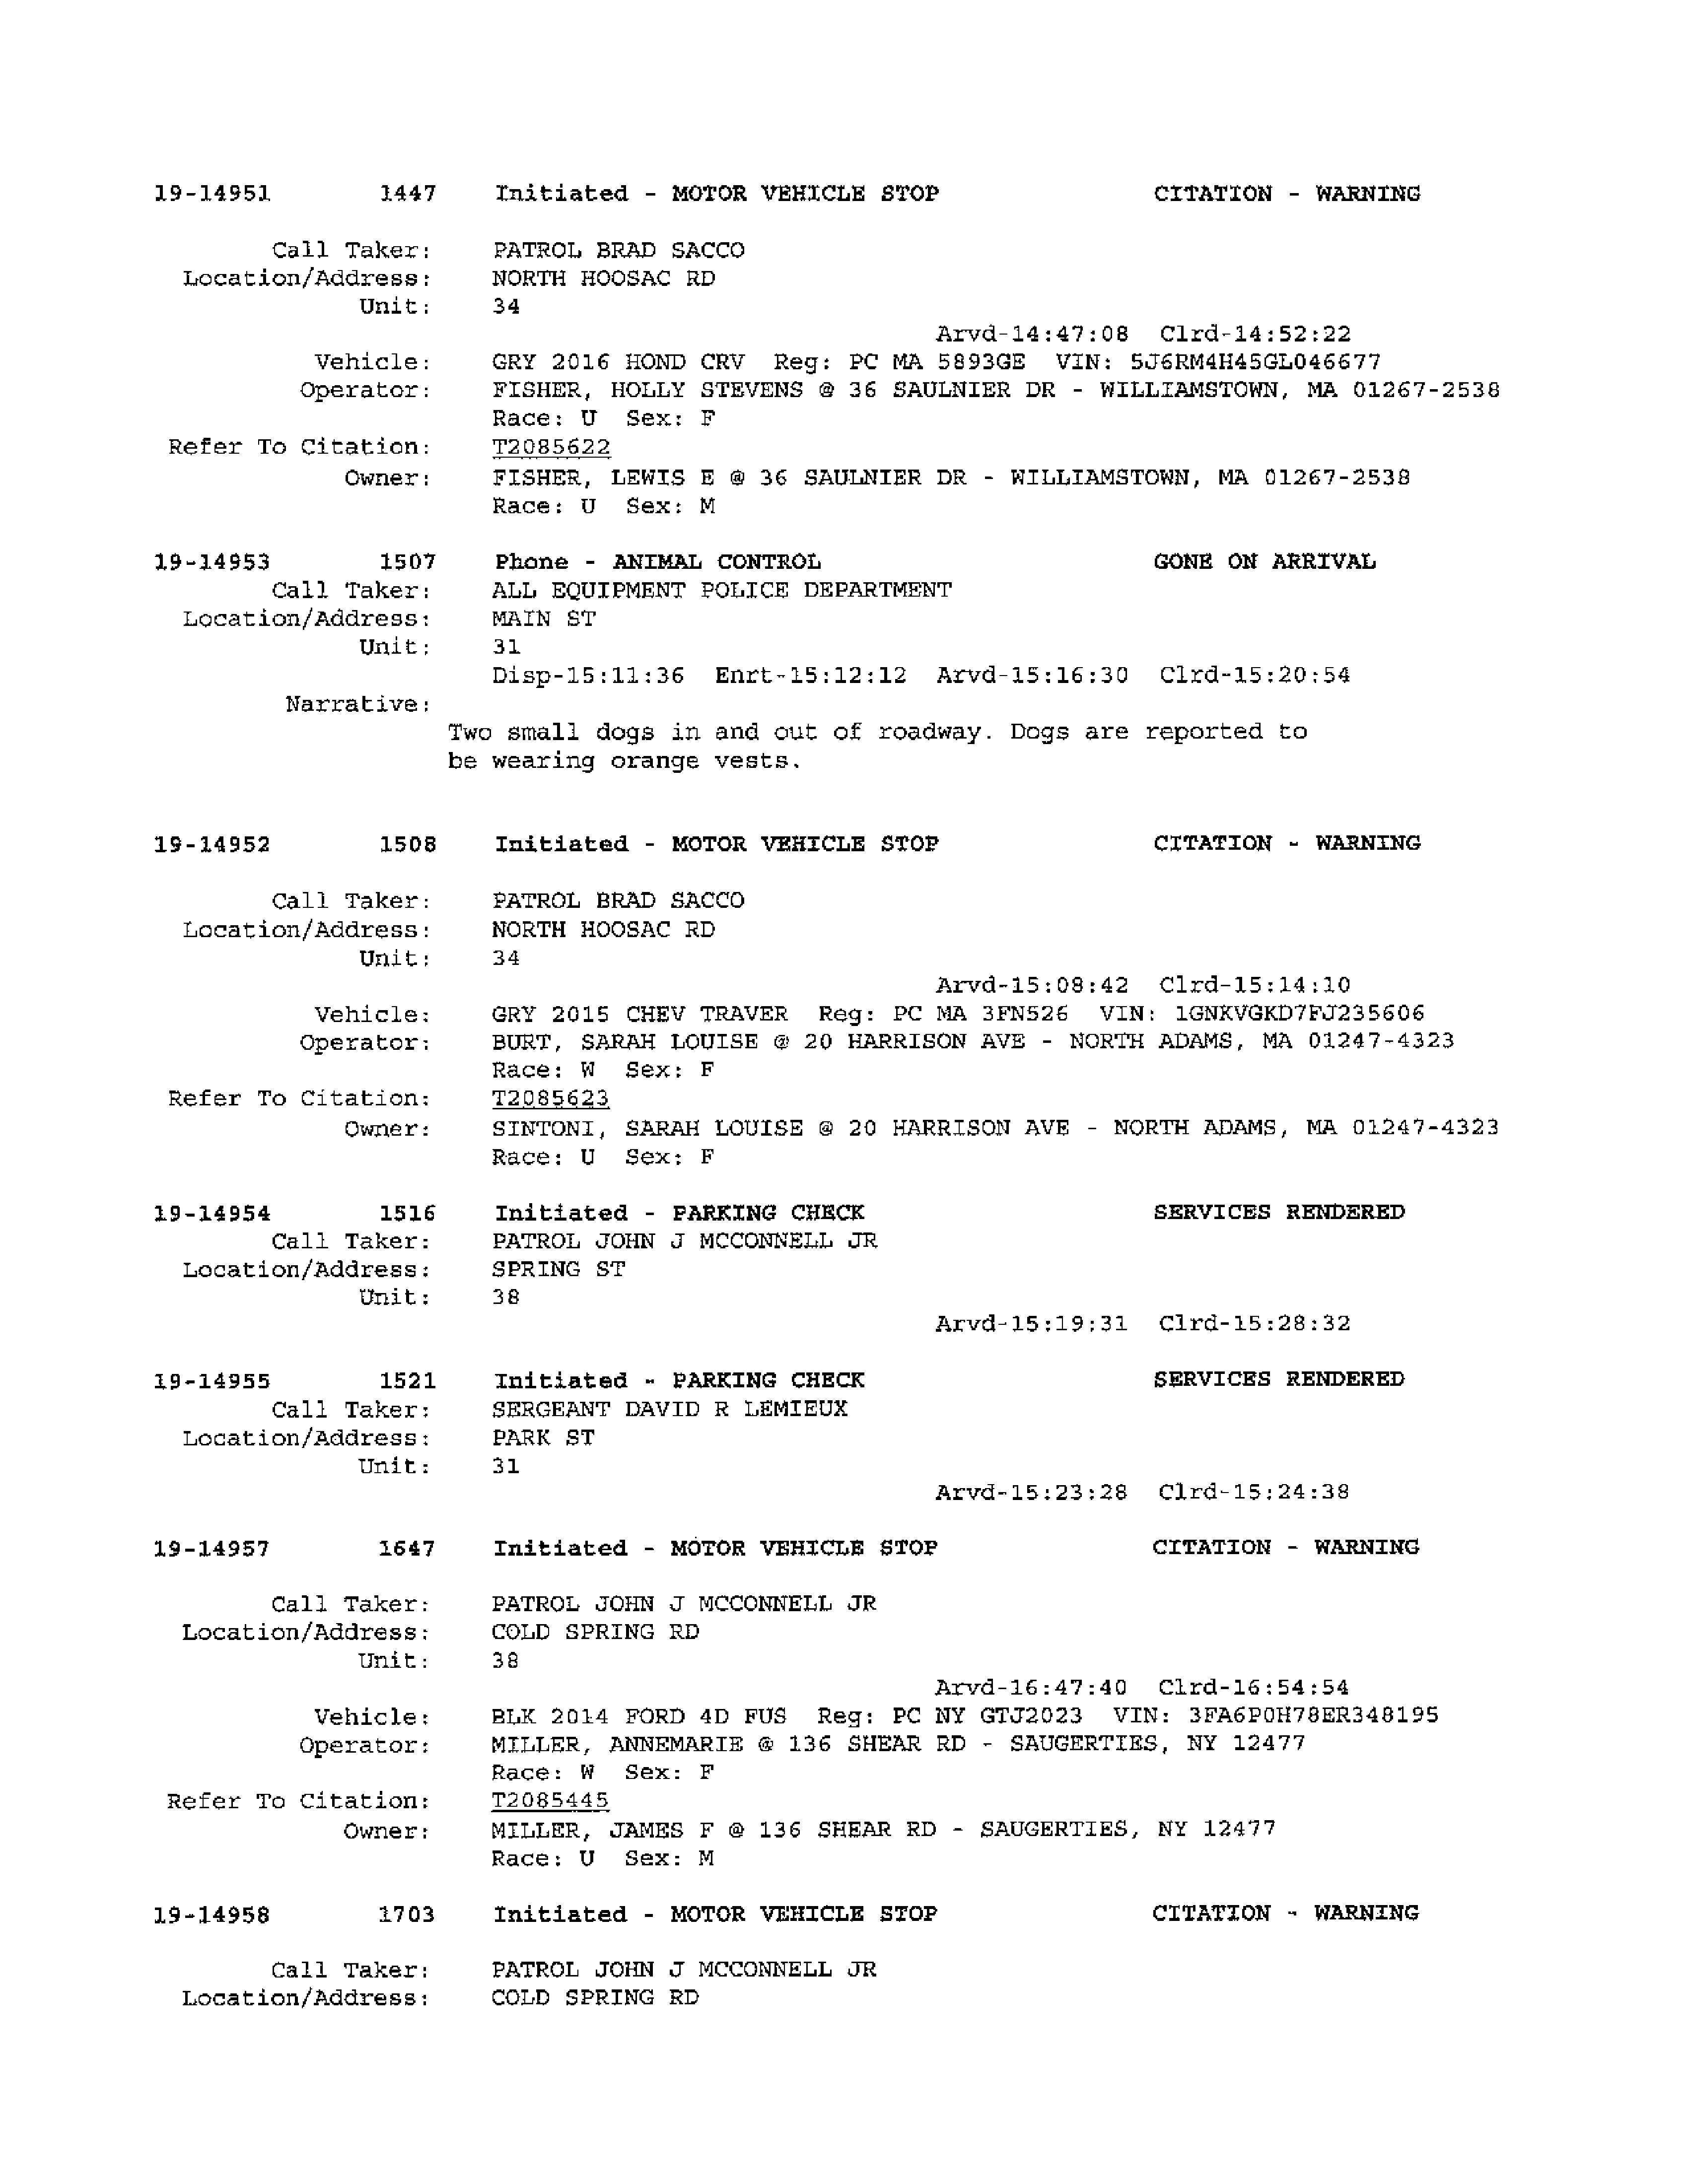 19-14951 1447 Initiated - MOTOR VEHICLE STOP CITATION - WARNING
Call Taker: PATROL BRAD SACCO
Location/Address: NORTH HOOSAC RD
Unit: 34
Arvd-14:47:08 Clrd-14:52:22
Vehicle: GRY 2016 HOND CRV Reg: PC MA 5893GE VIN: 5J6RM4H45GL046677
Operator: FISHER, HOLLY STEVENS @ 36 SAULNIER DR - WILLIAMSTOWN, MA 01267-2538
Race: U Sex: F
Refer To Citation: T2085622
Owner: FISHER, LEWIS E @ 36 SAULNIER DR - WILLIAMSTOWN, MA 01267-2538
Race: U Sex: M
19-14953 1507 Phone - ANIMAL CONTROL GONE ON ARRIVAL
Call Taker: ALL EQUIPMENT POLICE DEPARTMENT
Location/Address: MAIN ST
Unit: 31
Disp-15:11:36 Enrt-15:12:12 Arvd-15:16:30 Clrd-15:20:54
Narrative:
Two small dogs in and out of roadway. Dogs are reported to
be wearing orange vests.
19-14952 1508 Initiated - MOTOR VEHICLE STOP CITATION - WARNING
Call Taker: PATROL BRAD SACCO
Location/Address: NORTH HOOSAC RD
Unit: 34
Arvd-15:08:42 Clrd-15:14:10
Vehicle: GRY 2015 CHEV TRAVER Reg: PC MA 3FN526 VIN: 1GNKVGKD7FJ235606
Operator: BURT, SARAH LOUISE @ 20 HARRISON AVE - NORTH ADAMS, MA 01247-4323
Race: W Sex: F
Refer To Citation: T2085623
Owner: SINTONI, SARAH LOUISE @ 20 HARRISON AVE - NORTH ADAMS, MA 01247-4323
Race: U Sex: F
19-14954 1516 Initiated - PARKING CHECK SERVICES RENDERED
Call Taker: PATROL JOHN J MCCONNELL JR
Location/Address: SPRING ST
Unit: 38
Arvd-15:19:31 Clrd-15:28:32
19-14955 1521 Initiated - PARKING CHECK SERVICES RENDERED
Call Taker: SERGEANT DAVID R LEMIEUX
Location/Address: PARK ST
Unit: 31
Arvd-15:23:28 Clrd-15:24:38
19-14957 1647 Initiated - MOTOR VEHICLE STOP CITATION - WARNING
Call Taker: PATROL JOHN J MCCONNELL JR
Location/Address: COLD SPRING RD
Unit: 38
Arvd-16:47:40 Clrd-16:54:54
Vehicle: BLK 2014 FORD 4D FUS Reg: PC NY GTJ2023 VIN: 3FA6P0H78ER348195
Operator: MILLER, ANNEMARIE @ 136 SHEAR RD - SAUGERTIES, NY 12477
Race: W Sex: F
Refer To Citation: T2085445
Owner: MILLER, JAMES F @ 136 SHEAR RD - SAUGERTIES, NY 12477
Race: U Sex: M
19-14958 1703 Initiated - MOTOR VEHICLE STOP CITATION - WARNING
Call Taker: PATROL JOHN J MCCONNELL JR
Location/Address: COLD SPRING RD